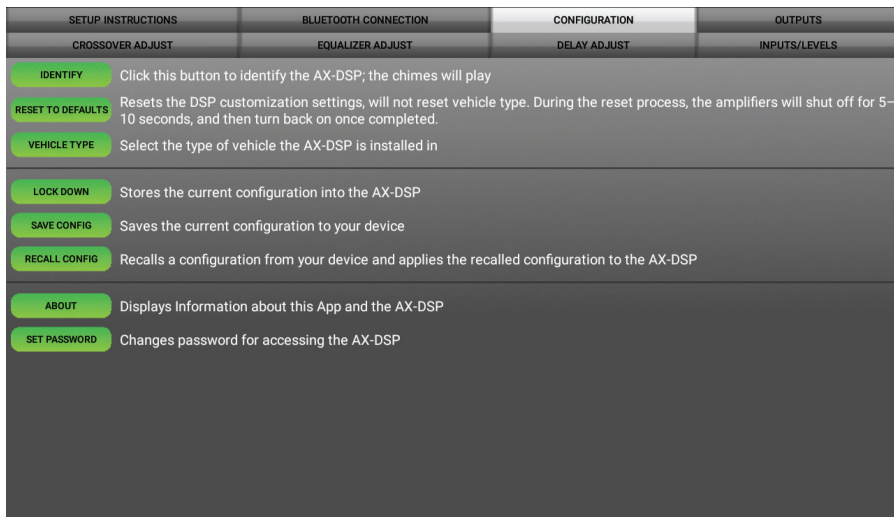 SETUP INSTRUCTIONS BLUETOOTH CONNECTION CONFIGURATION OUTPUTS
CROSSOVER ADJUST EQUALIZER ADJUST DELAY ADJUST INPUTS/LEVELS
IDENTIFY Click this button to identify the AX-DSP; the chimes will play
RESET TO DEFAULTS Resets the DSP customization settings, will not reset vehicle type. During the reset process, the amplifiers will shut off for 5–
10 seconds, and then turn back on once completed.
VEHICLE TYPE Select the type of vehicle the AX-DSP is installed in
LOCK DOWN Stores the current configuration into the AX-DSP
SAVE CONFIG Saves the current configuration to your device
RECALL CONFIG Recalls a configuration from your device and applies the recalled configuration to the AX-DSP
ABOUT Displays Information about this App and the AX-DSP
SET PASSWORD Changes password for accessing the AX-DSP